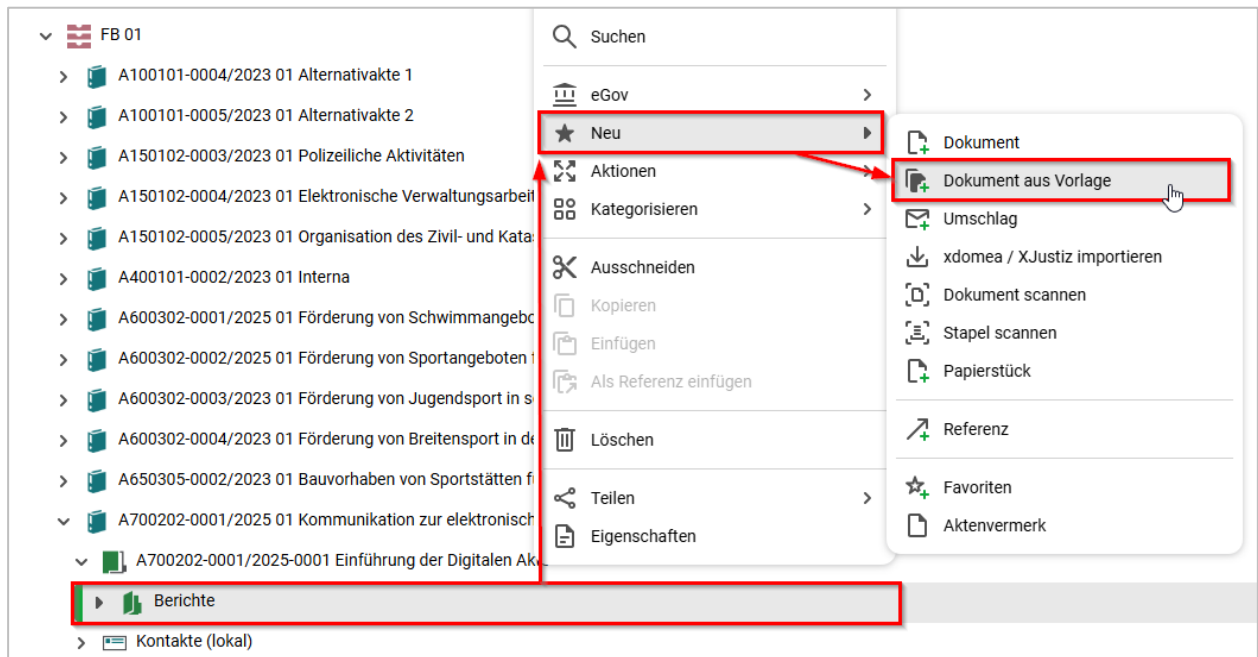 FB 01
A100101-0004/2023 01 Alternativakte 1
A100101-0005/2023 01 Alternativakte 2
A150102-0003/2023 01 Polizeiliche Aktivitäten
A150102-0004/2023 01 Elektronische Verwaltungsarbeit
A150102-0005/2023 01 Organisation des Zivil- und Kata
A400101-0002/2023 01 Interna
A600302-0001/2025 01 Förderung von Schwimmangebo
A600302-0002/2025 01 Förderung von Sportangeboten f
A600302-0003/2023 01 Förderung von Jugendsport in s
A600302-0004/2023 01 Förderung von Breitensport in de
A650305-0002/2023 01 Bauvorhaben von Sportstätten f
A700202-0001/2025 01 Kommunikation zur elektronisch
A700202-0001/2025-0001 Einführung der Digitalen Ak
Berichte
Kontakte (lokal)
Suchen
eGov
Neu
Aktionen
Kategorisieren
Ausschneiden
Kopieren
Einfügen
Als Referenz einfügen
Löschen
Teilen
Eigenschaften
Dokument
Dokument aus Vorlage
Umschlag
xdomea / XJustiz importieren
Dokument scannen
Stapel scannen
Papierstück
Referenz
Favoriten
Aktenvermerk